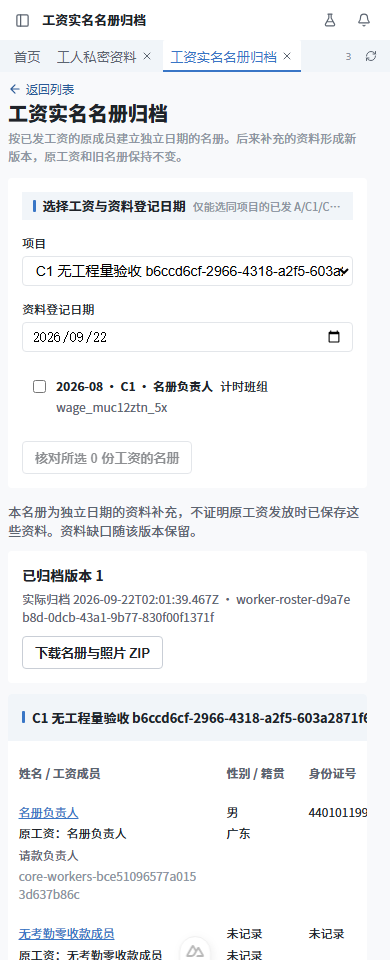 工资实名名册归档
首页 工人私密资料 × 工资实名名册归档 × 3
← 返回列表
工资实名名册归档
按已发工资的原成员建立独立日期的名册。后来补充的资料形成新
版本，原工资和旧名册保持不变。
选择工资与资料登记日期 仅能选同项目的已发 A/C1/C…
项目
C1 无工程量验收 b6ccd6cf-2966-4318-a2f5-603a
资料登记日期
2026/09/22
2026-08 · C1 · 名册负责人 计时班组
wage_muc12ztn_5x
核对所选 0 份工资的名册
本名册为独立日期的资料补充，不证明原工资发放时已保存这
些资料。资料缺口随该版本保留。
已归档版本 1
实际归档 2026-09-22T02:01:39.467Z · worker-roster-d9a7e
b8d-0dcb-43a1-9b77-830f00f1371f
下载名册与照片 ZIP
C1 无工程量验收 b6ccd6cf-2966-4318-a2f5-603a2871f6
姓名 / 工资成员 性别 / 籍贯 身份证号
名册负责人 男 440101199
原工资：名册负责人 广东
请款负责人
core-workers-bce51096577a015
3d637b86c
无考勤零收款成员 未记录 未记录
原工资：无考勤零收款成员 未记录